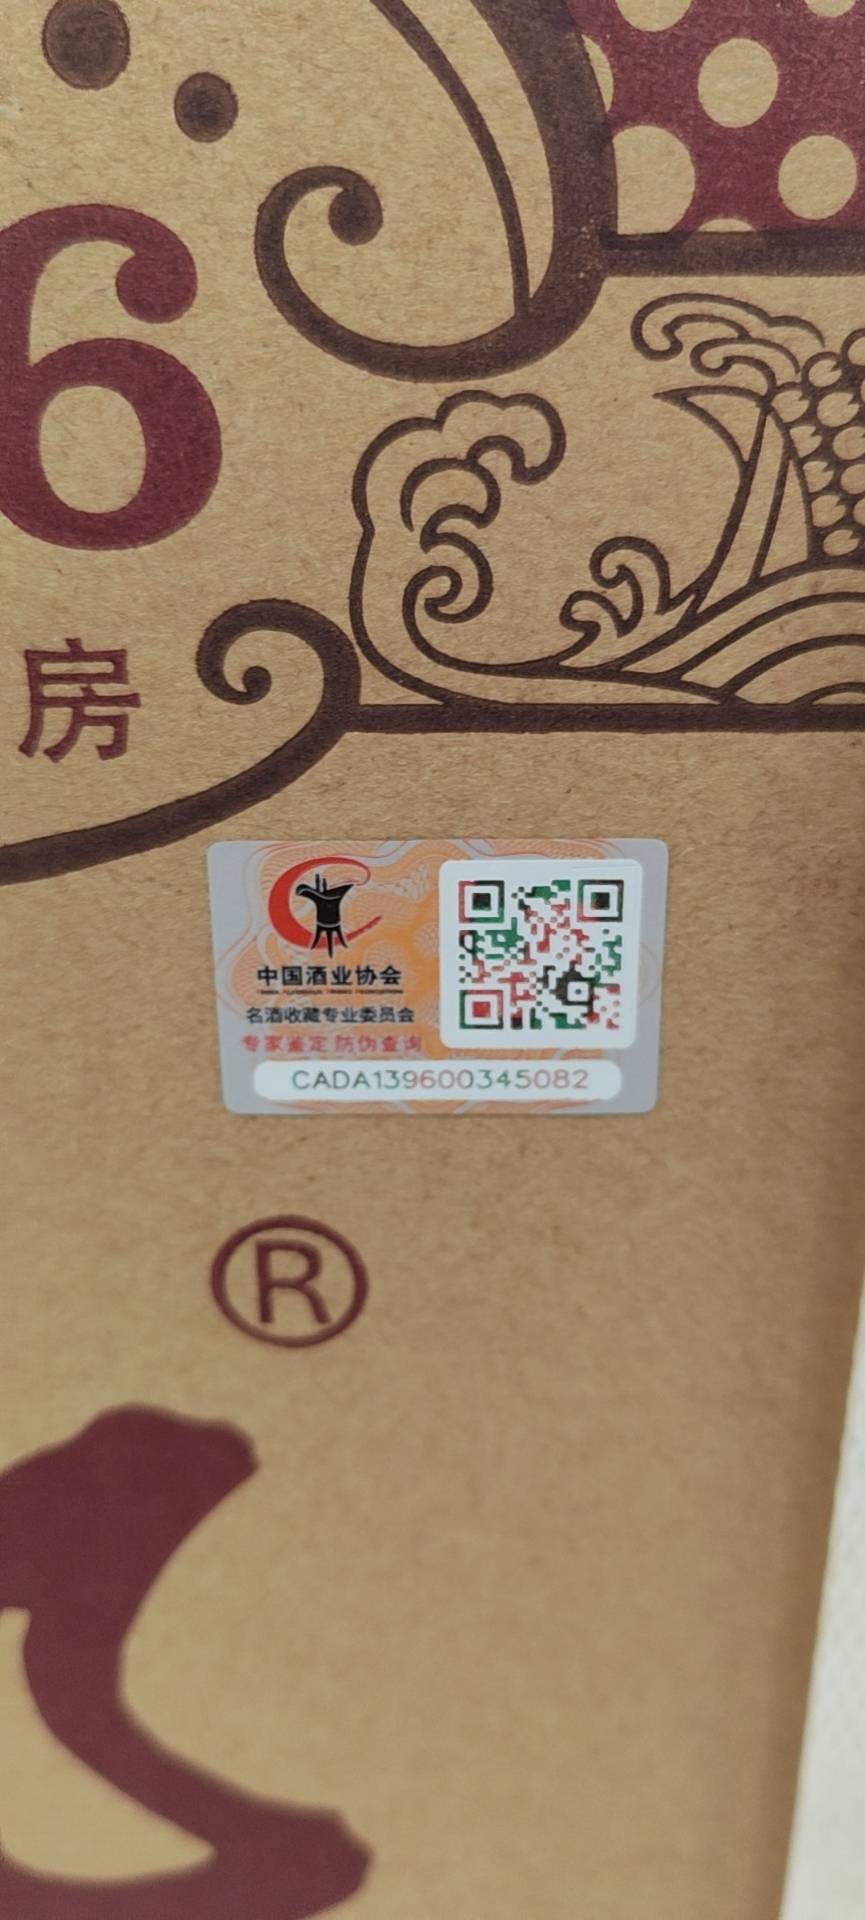 6
房
中国酒业协会
名酒收藏专业委员会
专家鉴定 防伪查询
CADA139600345082
®